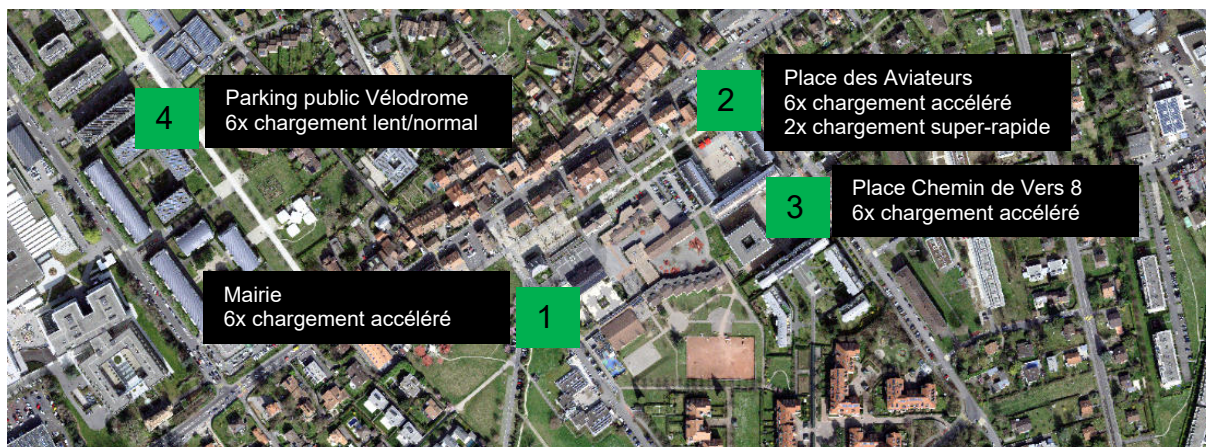 4
Parking public Vélodrome
6x chargement lent/normal
2
Place des Aviateurs
6x chargement accéléré
2x chargement super-rapide
3
Place Chemin de Vers 8
6x chargement accéléré
Mairie
6x chargement accéléré
1